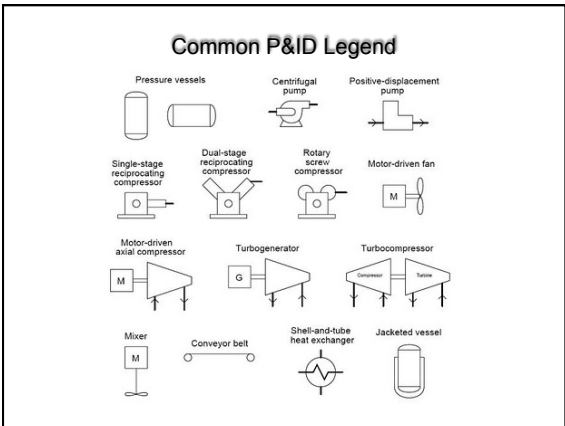 Common P&ID Legend
Pressure vessels
Centrifugal
pump
Positive-displacement
pump
Single-stage
reciprocating
compressor
Dual-stage
reciprocating
compressor
Rotary
screw
compressor
Motor-driven fan
M
Motor-driven
axial compressor
M
Turbogenerator
G
Turbocompressor
Compressor
Turbine
Mixer
M
Conveyor belt
Shell-and-tube
heat exchanger
Jacketed vessel